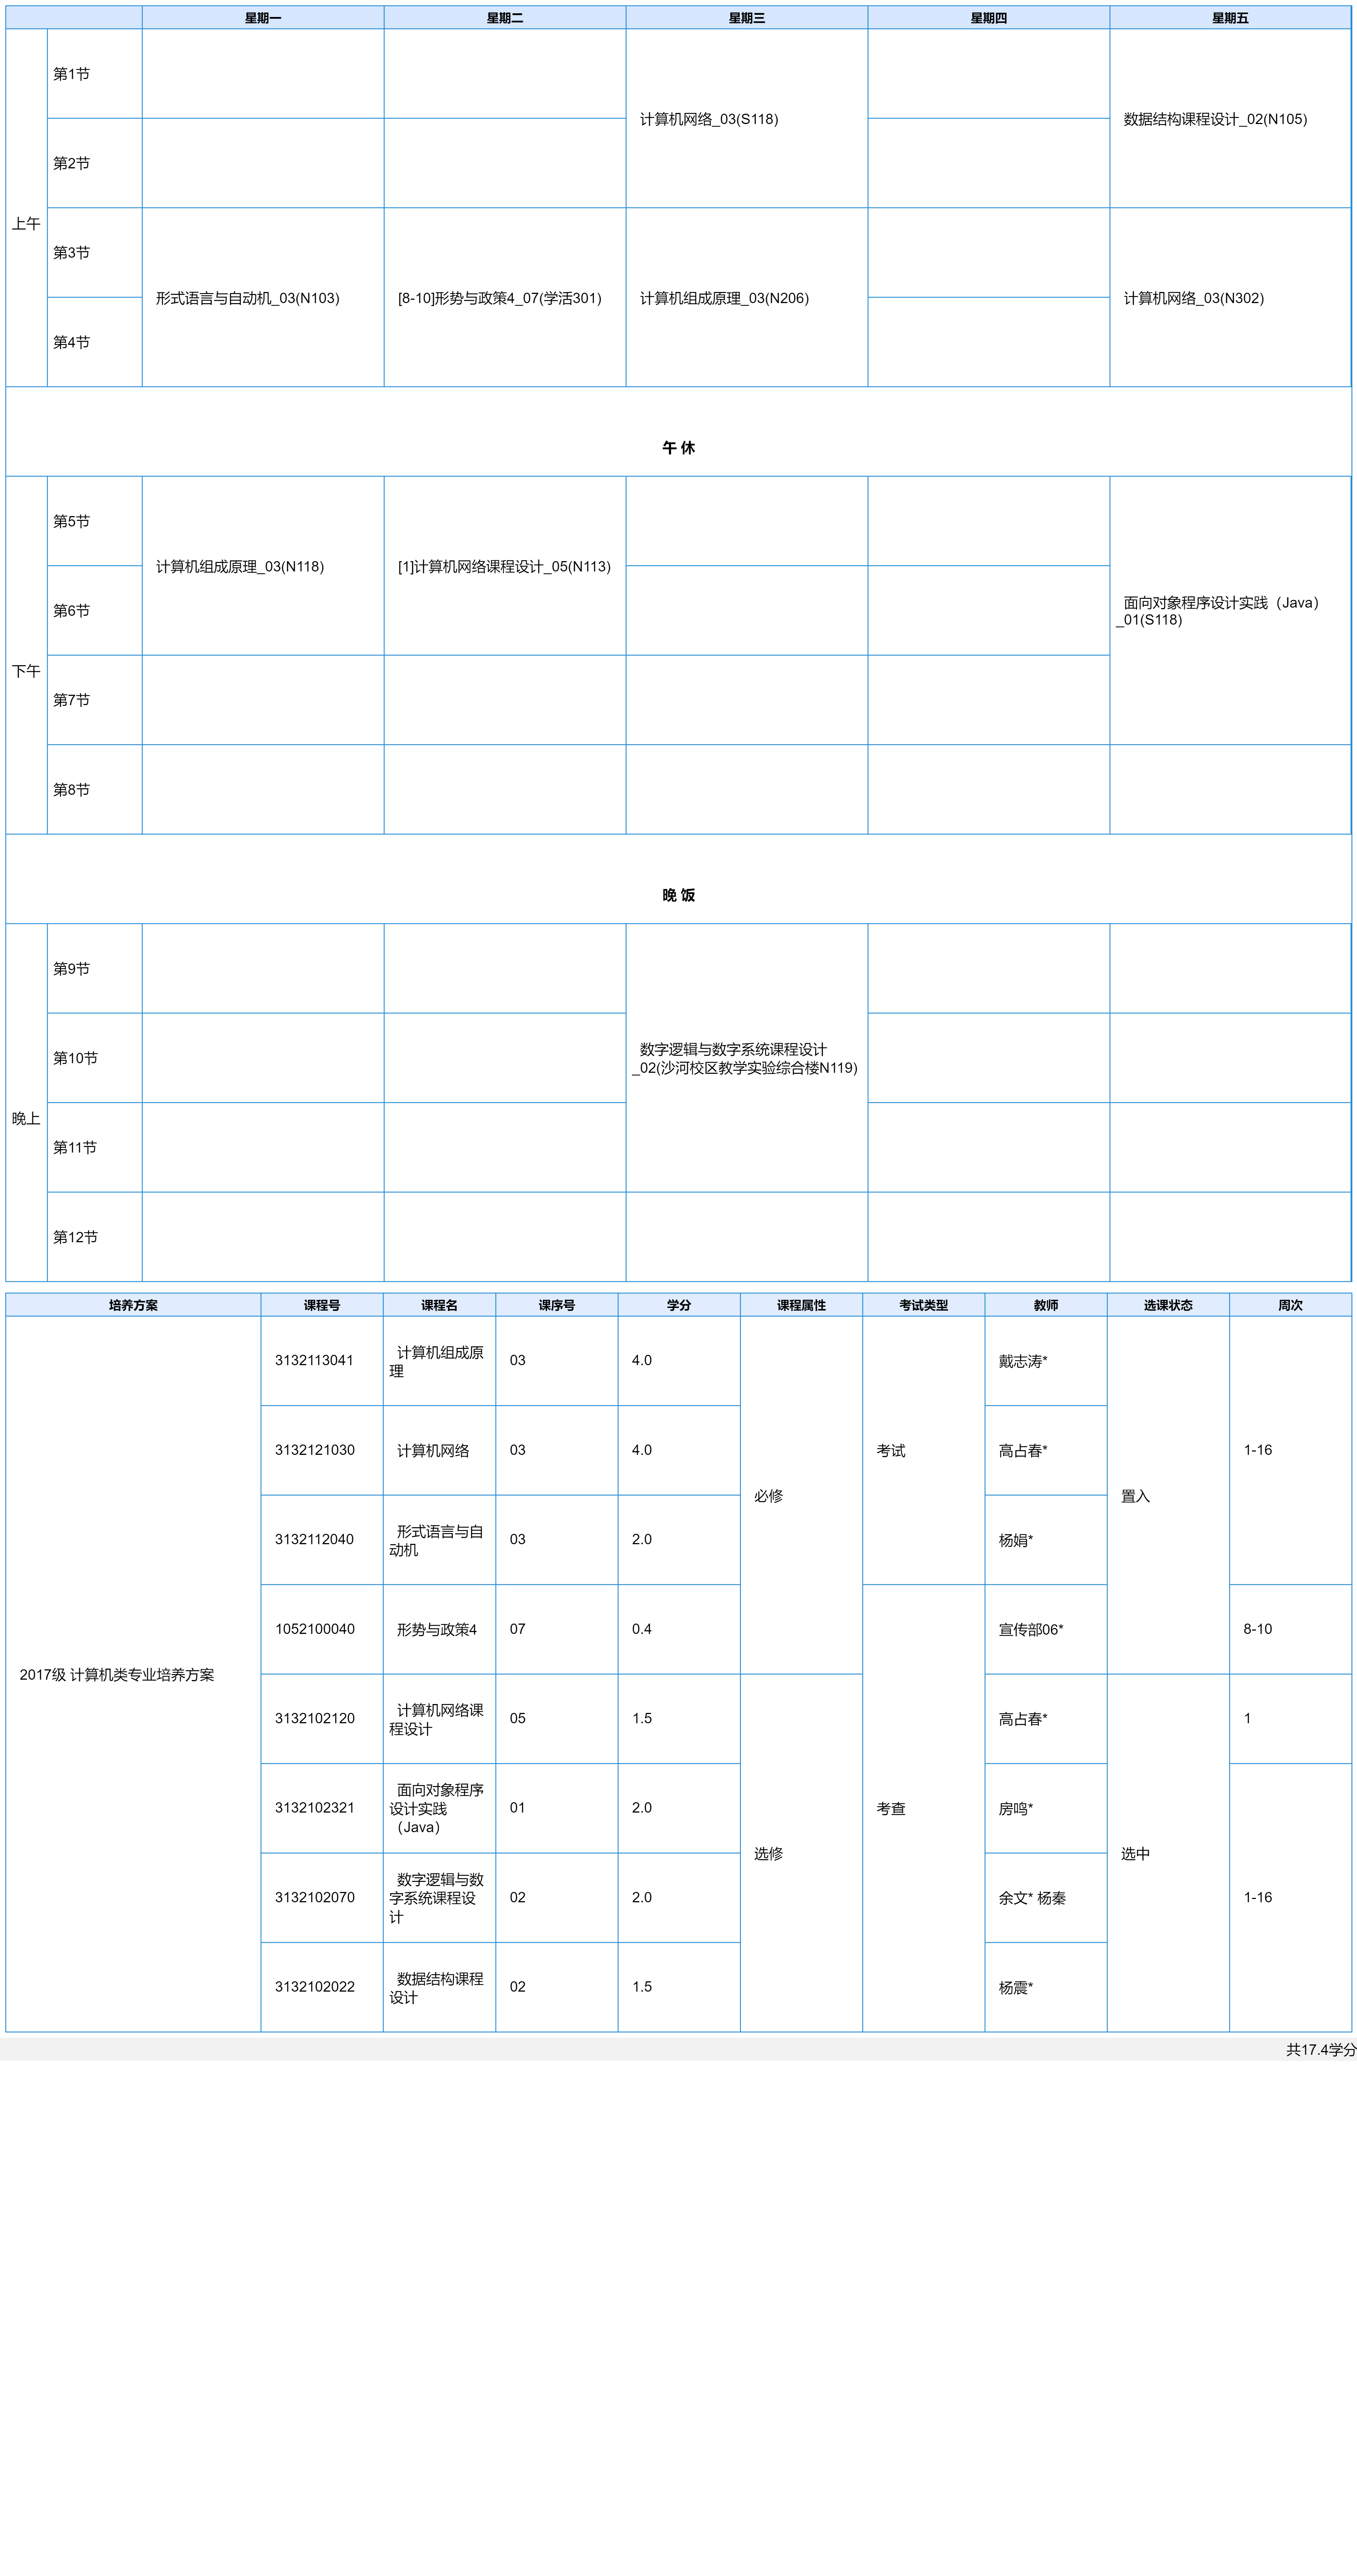 星期一 星期二 星期三 星期四 星期五
上午
第1节
计算机网络_03(S118) 数据结构课程设计_02(N105)
第2节
第3节
形式语言与自动机_03(N103) [8-10]形势与政策4_07(学活301) 计算机组成原理_03(N206) 计算机网络_03(N302)
第4节
午 休
下午
第5节
计算机组成原理_03(N118) [1]计算机网络课程设计_05(N113)
第6节
面向对象程序设计实践（Java）
_01(S118)
第7节
第8节
晚 饭
晚上
第9节
第10节
数字逻辑与数字系统课程设计
_02(沙河校区教学实验综合楼N119)
第11节
第12节
培养方案 课程号 课程名 课序号 学分 课程属性 考试类型 教师 选课状态 周次
2017级 计算机类专业培养方案
3132113041 计算机组成原
理 03 4.0 必修 考试 戴志涛* 置入 1-16
3132121030 计算机网络 03 4.0 高占春*
3132112040 形式语言与自
动机 03 2.0 杨娟*
1052100040 形势与政策4 07 0.4 考查 宣传部06* 8-10
3132102120 计算机网络课
程设计 05 1.5 选修 高占春* 选中 1
3132102321 面向对象程序
设计实践
（Java） 01 2.0 房鸣* 1-16
3132102070 数字逻辑与数
字系统课程设
计 02 2.0 余文* 杨秦
3132102022 数据结构课程
设计 02 1.5 杨震*
共17.4学分